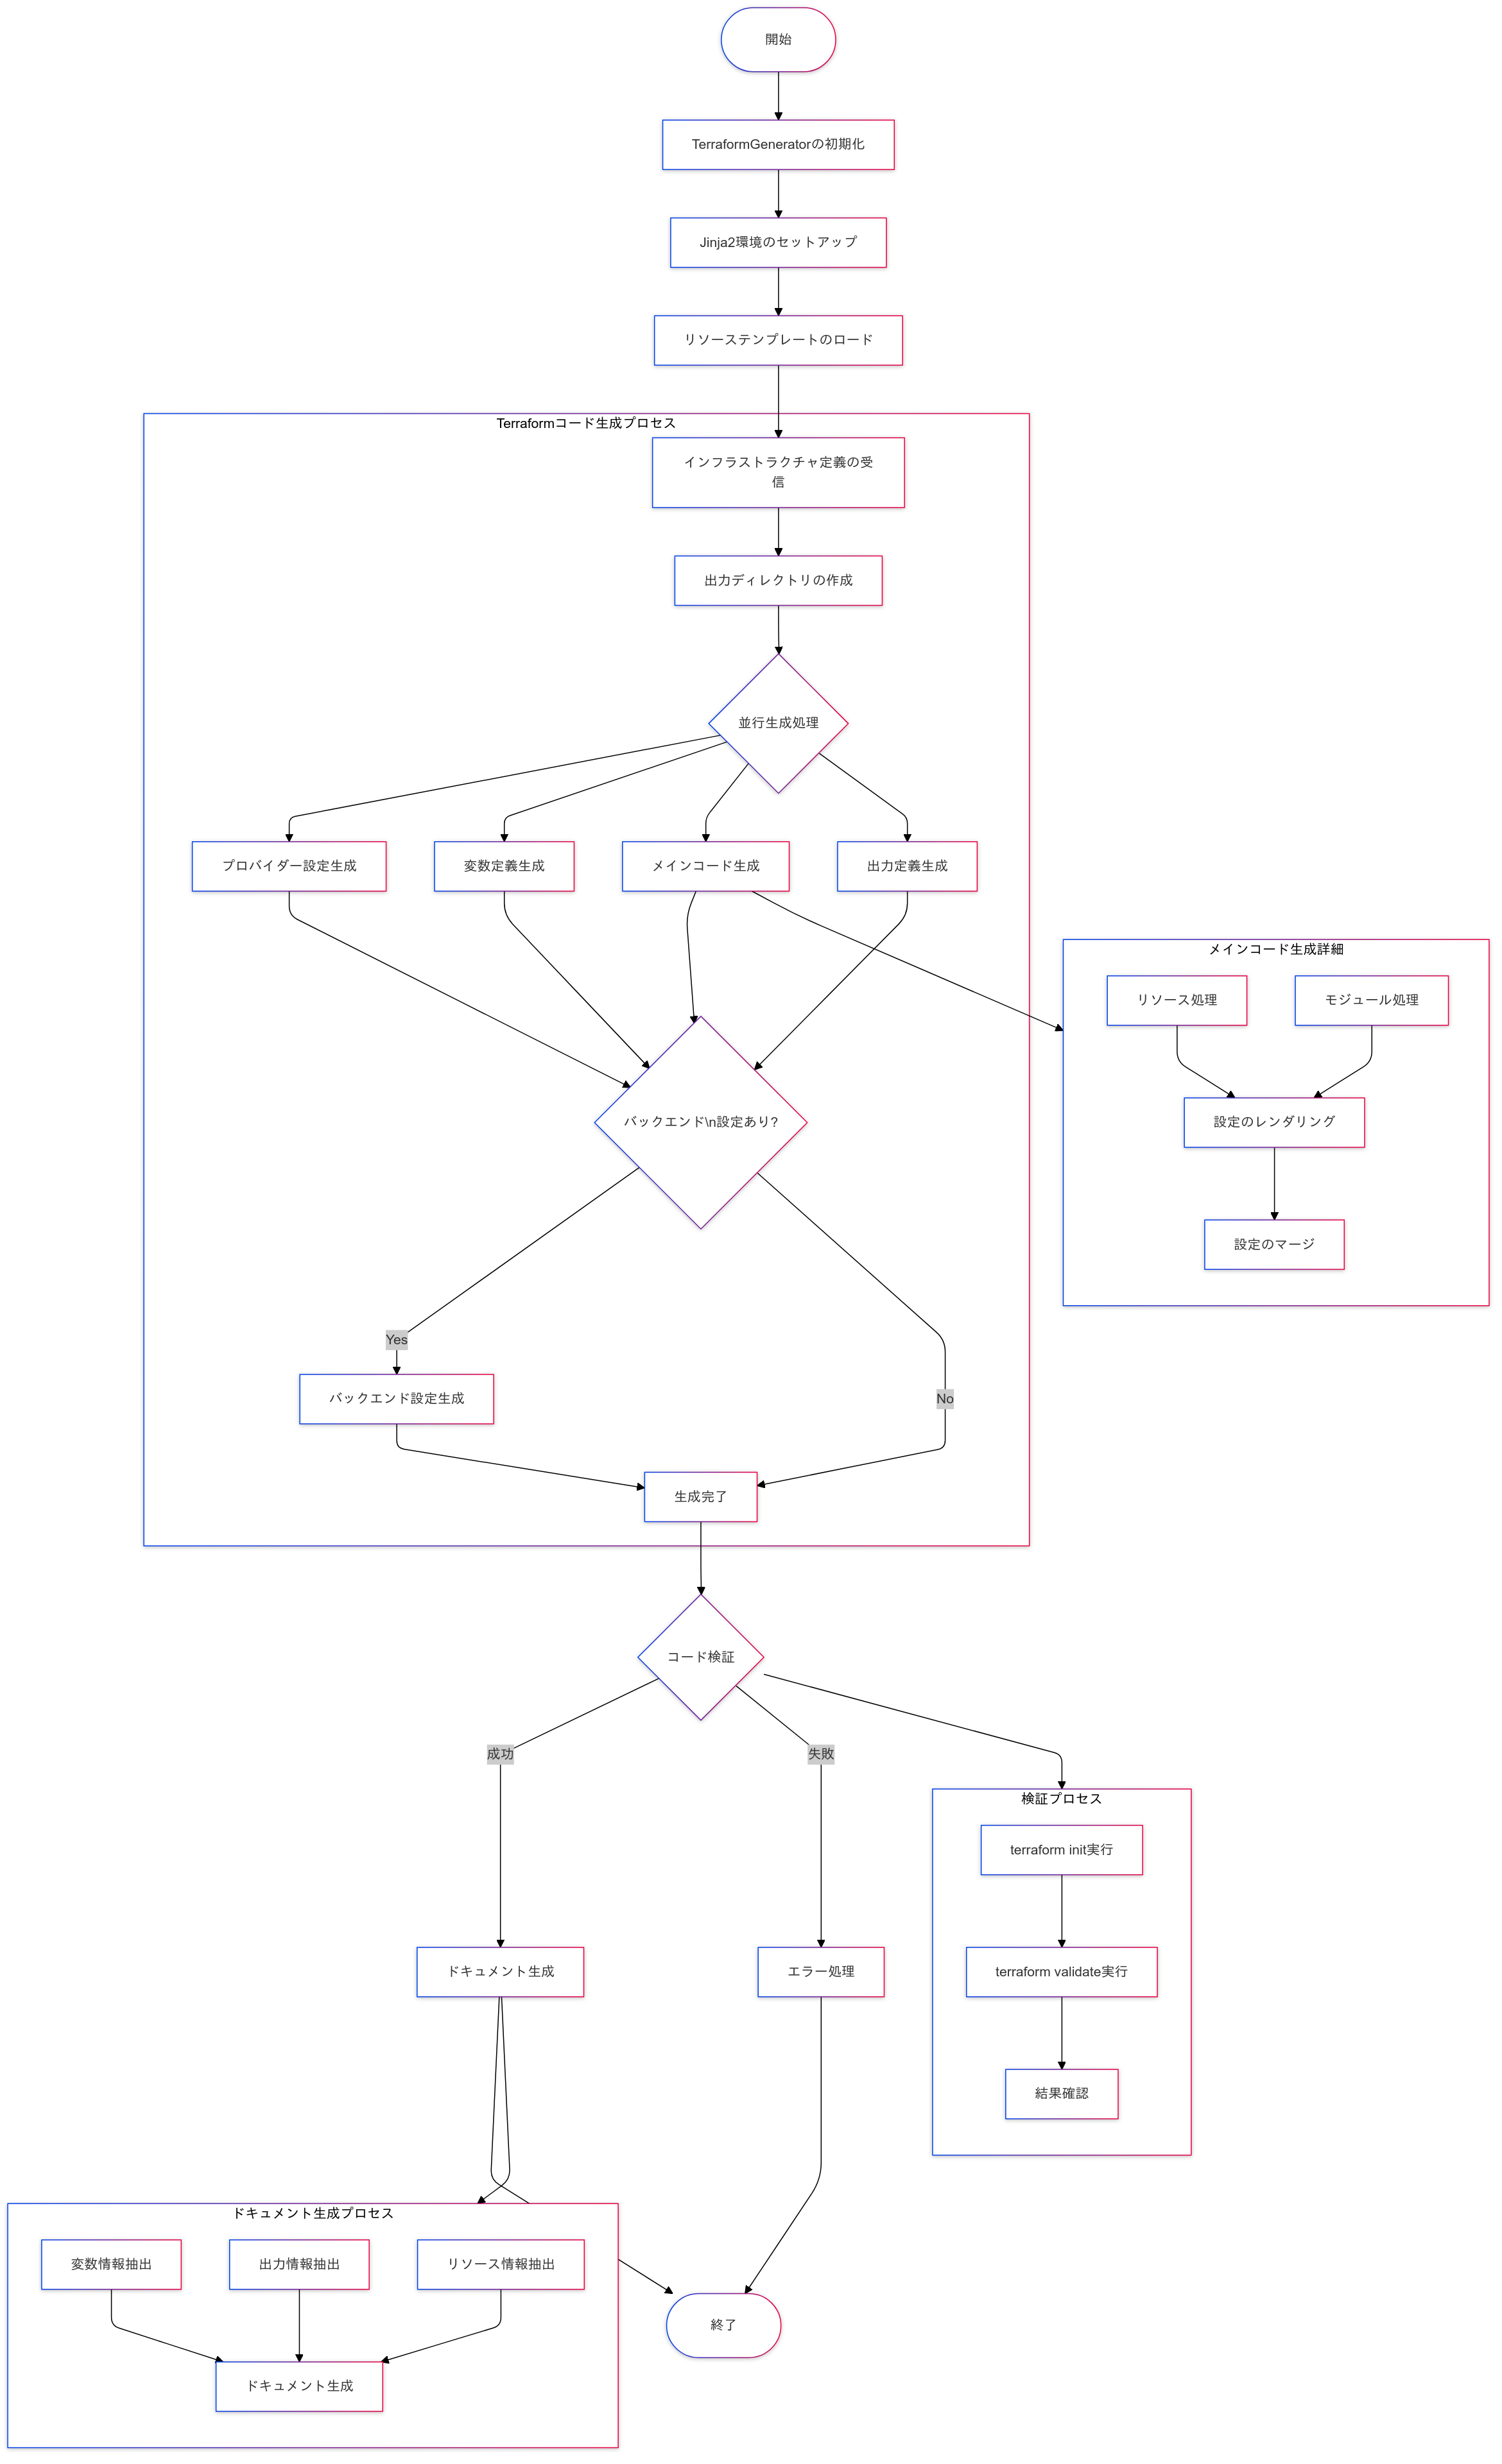 開始
TerraformGeneratorの初期化
Jinja2環境のセットアップ
リソーステンプレートのロード
Terraformコード生成プロセス
インフラストラクチャ定義の受
信
出力ディレクトリの作成
並行生成処理
プロバイダー設定生成
変数定義生成
メインコード生成
出力定義生成
メインコード生成詳細
リソース処理
モジュール処理
設定のレンダリング
設定のマージ
バックエンド\n設定あり?
Yes
バックエンド設定生成
No
生成完了
コード検証
成功
失敗
検証プロセス
terraform init実行
terraform validate実行
結果確認
ドキュメント生成
エラー処理
ドキュメント生成プロセス
変数情報抽出
出力情報抽出
リソース情報抽出
ドキュメント生成
終了